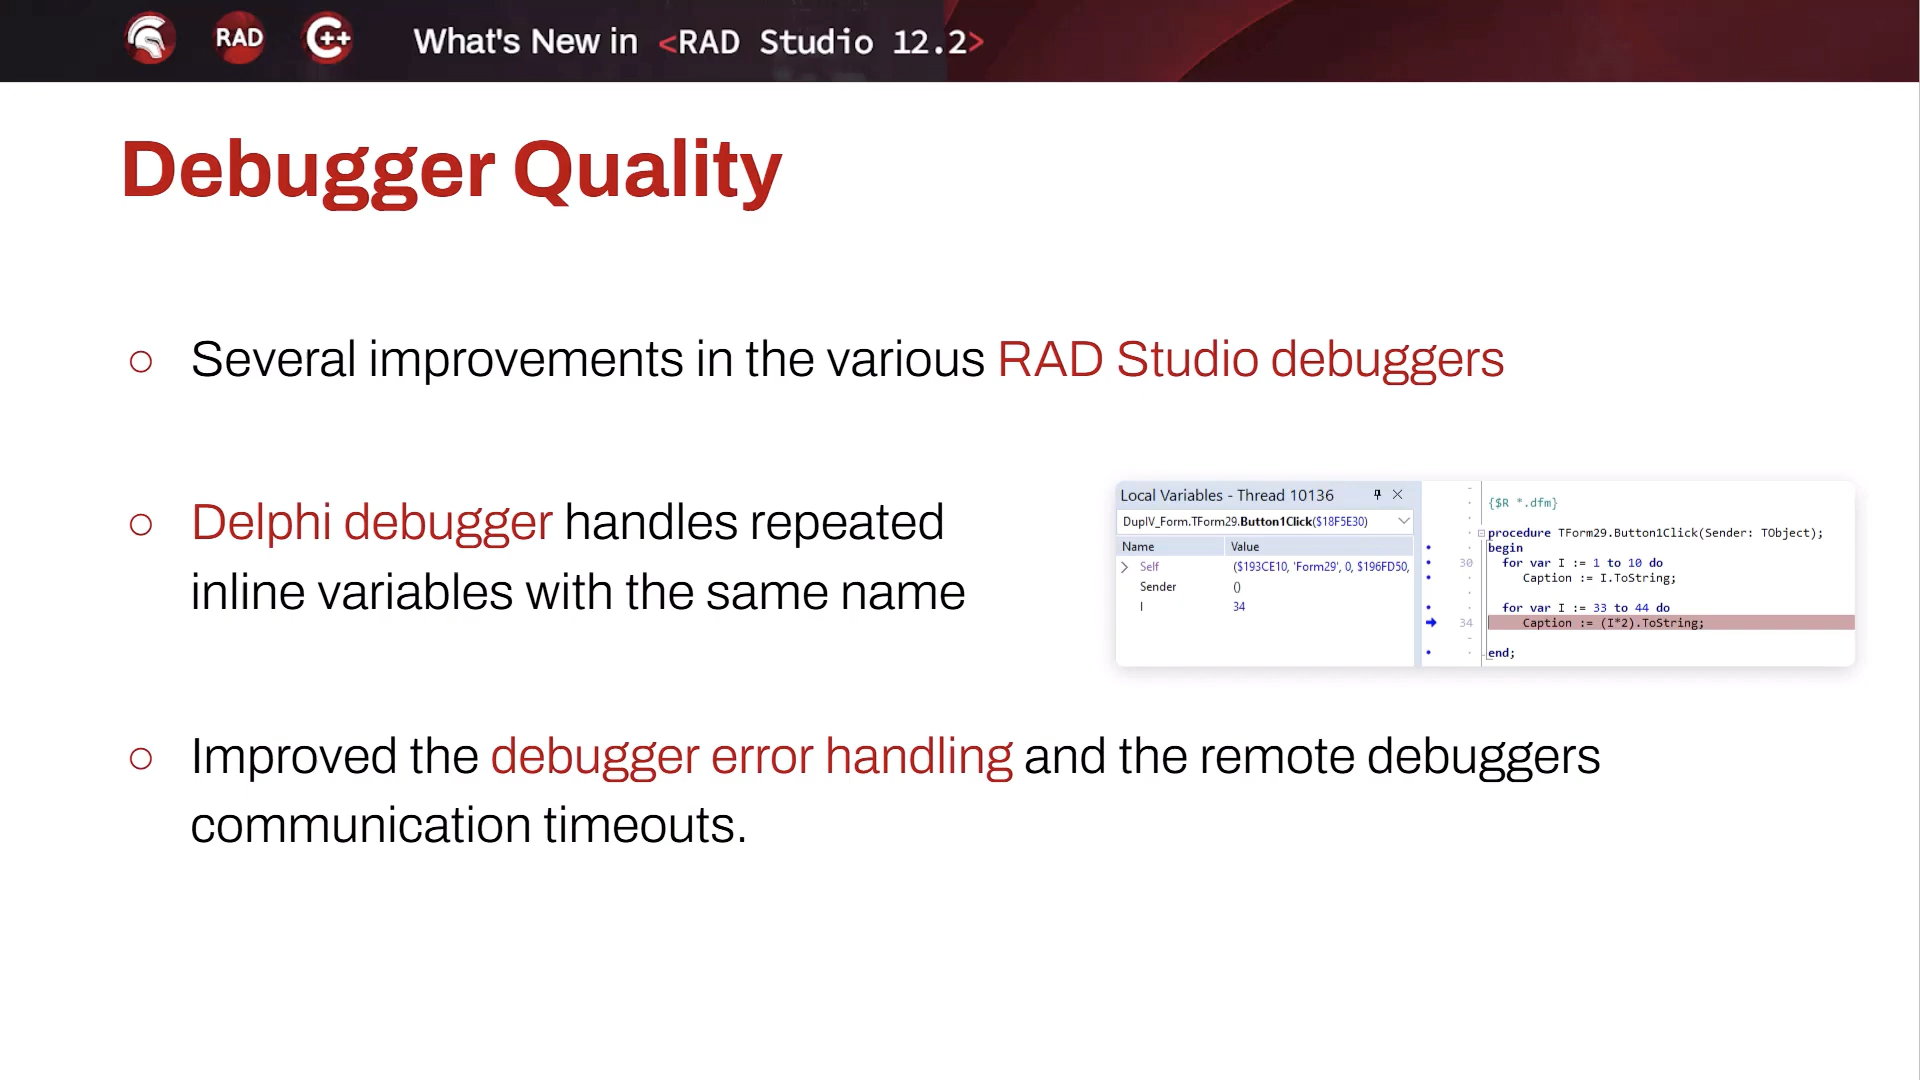 RAD C++ What's New in <RAD Studio 12.2>
Debugger Quality
○ Several improvements in the various RAD Studio debuggers
○ Delphi debugger handles repeated
inline variables with the same name
Local Variables - Thread 10136
DupIV_Form.TForm29.Button1Click($18F5E30)
Name Value
Self ($193CE10, 'Form29', 0, $196FD50,
Sender ()
I 34
{$R *.dfm}
procedure TForm29.Button1Click(Sender: TObject);
begin
30 for var I := 1 to 10 do
Caption := I.ToString;
for var I := 33 to 44 do
34 Caption := (I*2).ToString;
end;
○ Improved the debugger error handling and the remote debuggers
communication timeouts.